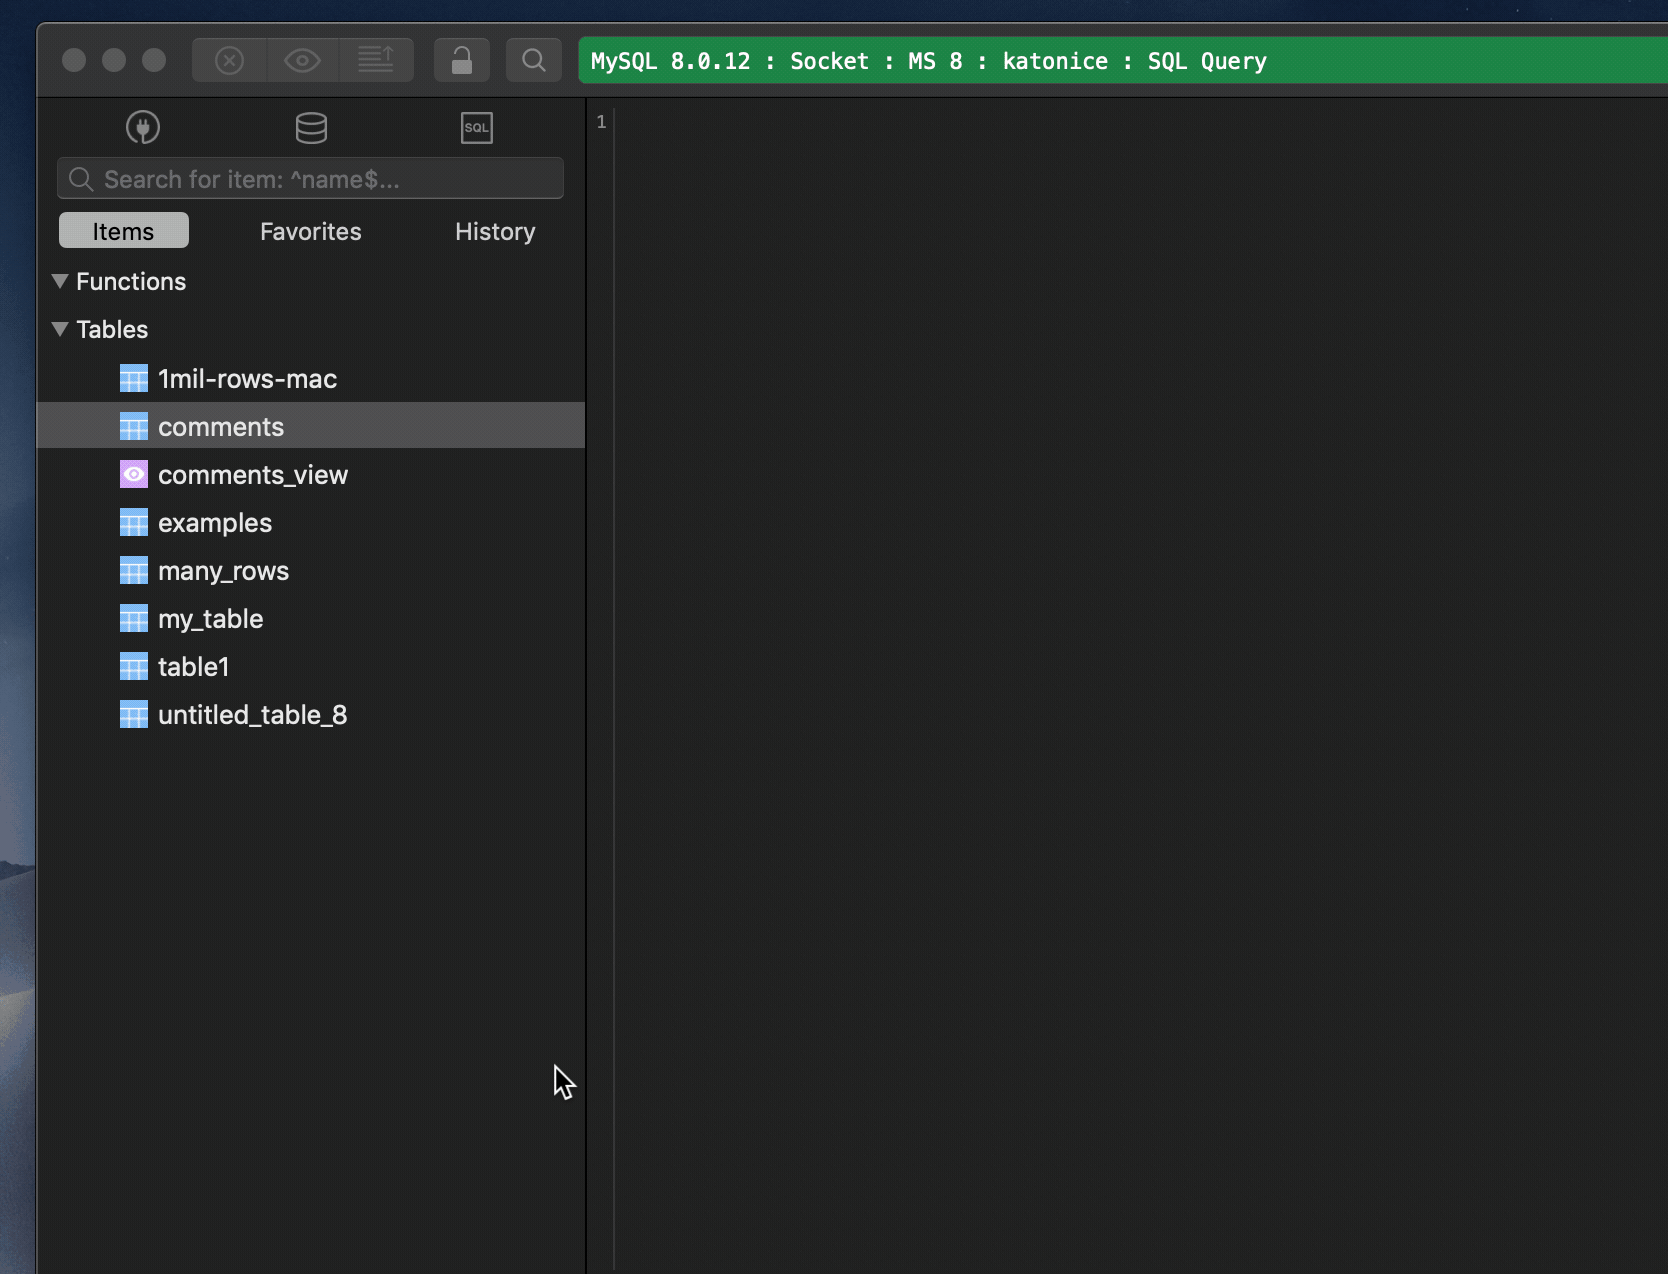 MySQL 8.0.12 : Socket : MS 8 : katonice : SQL Query
SQL
1
Search for item: ^name$...
Items Favorites History
Functions
Tables
1mil-rows-mac
comments
comments_view
examples
many_rows
my_table
table1
untitled_table_8